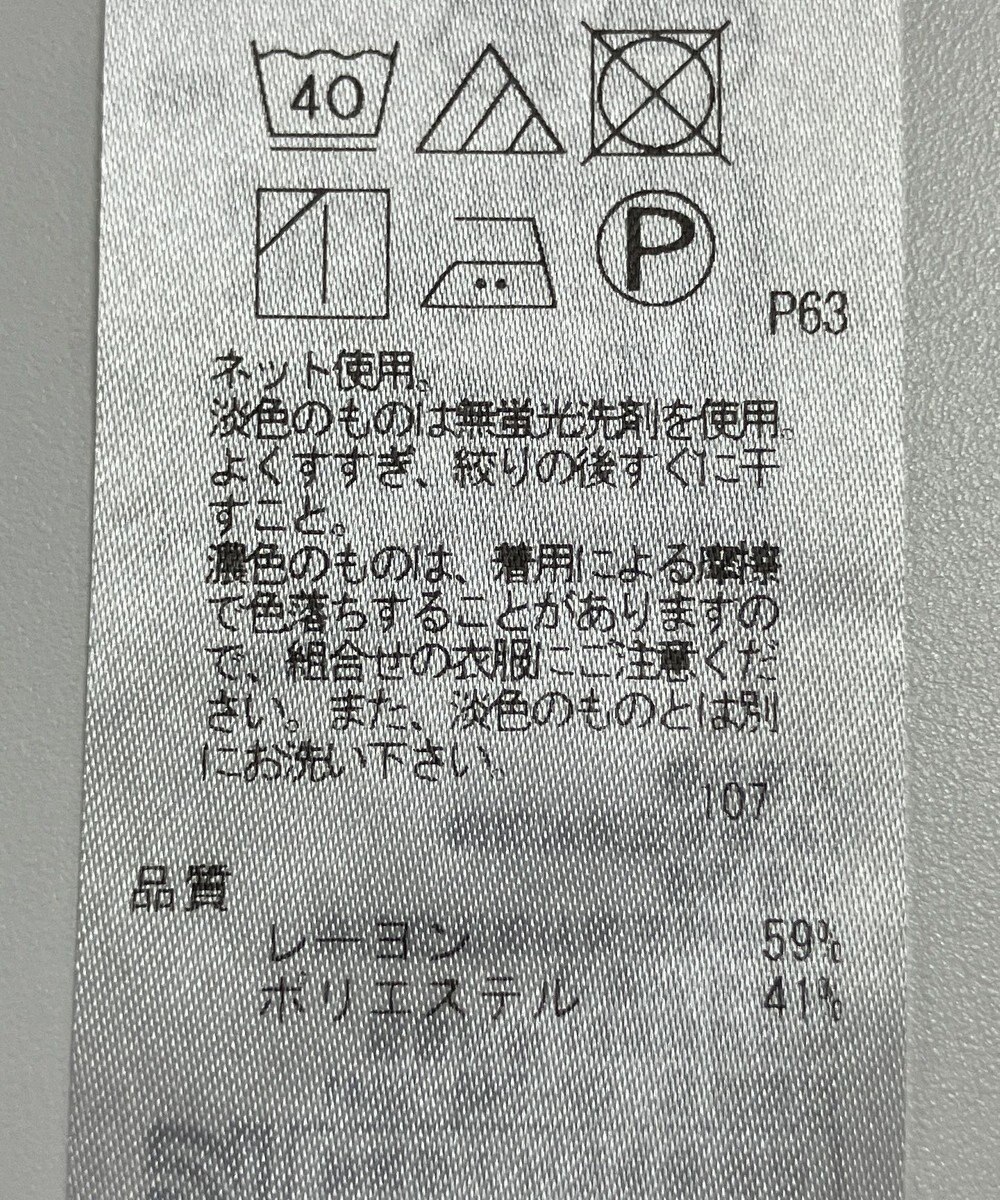 40
P
P63
ネット使用。
淡色のものは無蛍光洗剤を使用。
よくすすぎ、絞りの後すぐに干
すこと。
濃色のものは、着用による摩擦
で色落ちすることがありますの
で、組合せの衣服にご注意くだ
さい。また、淡色のものとは別
にお洗い下さい。
107
品質
レーヨン 59%
ポリエステル 41%